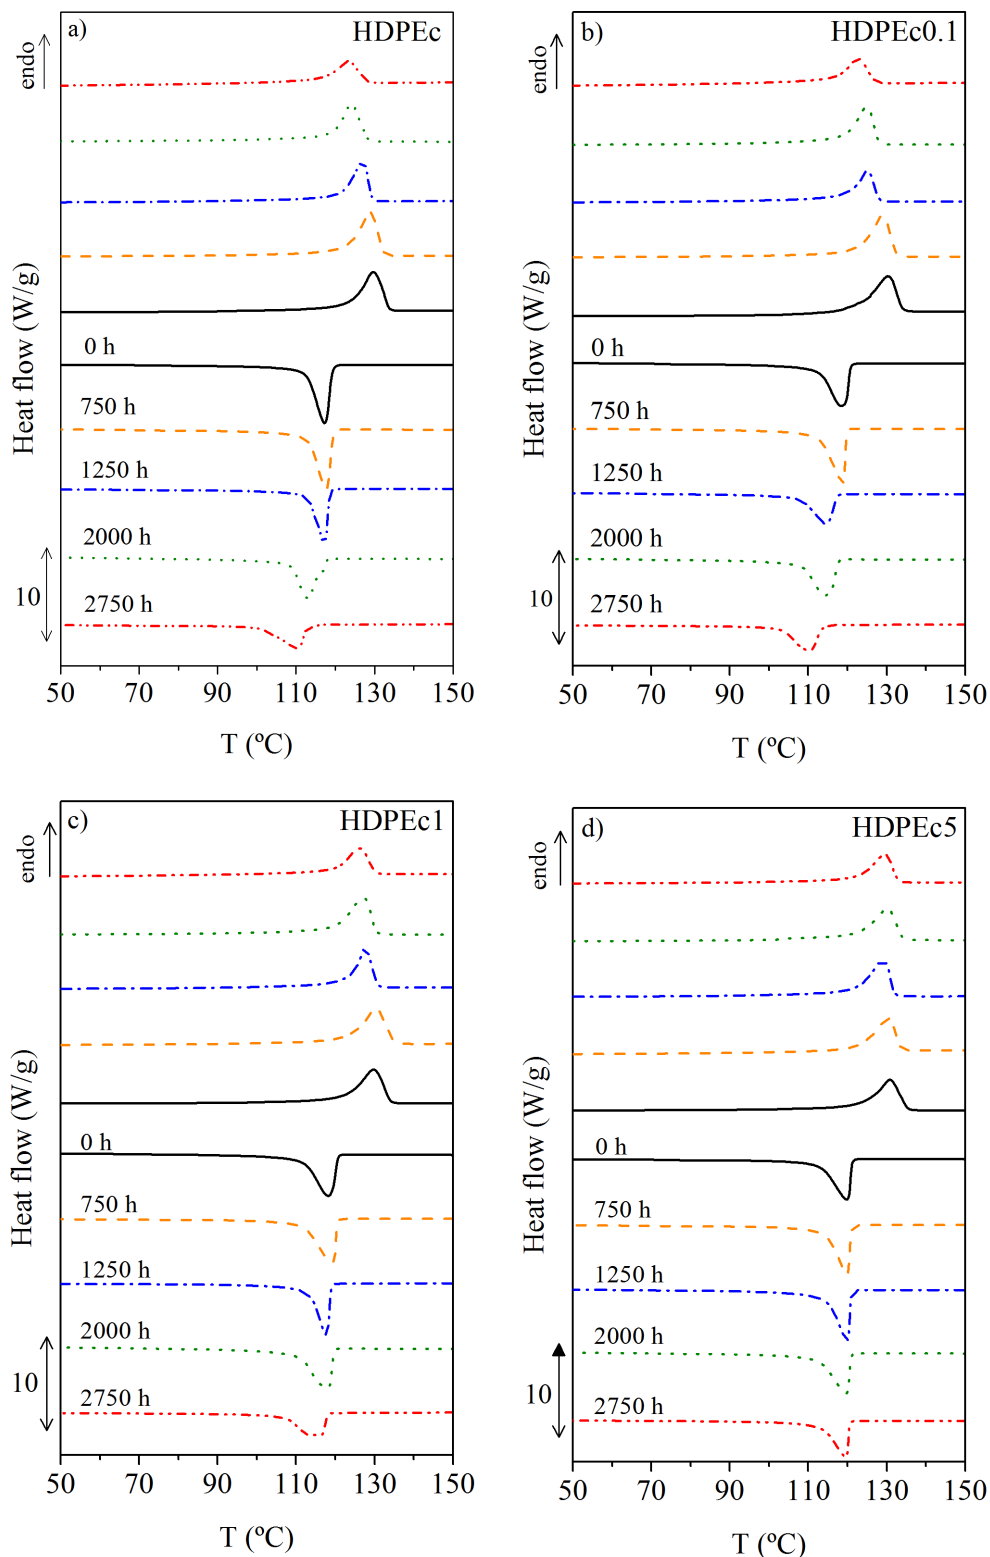 a)
HDPEc
endo
Heat flow (W/g)
0 h
750 h
1250 h
2000 h
10
2750 h
50 70 90 110 130 150
T (ºC)
b)
HDPEc0.1
endo
Heat flow (W/g)
0 h
750 h
1250 h
2000 h
10
2750 h
50 70 90 110 130 150
T (ºC)
c)
HDPEc1
endo
Heat flow (W/g)
0 h
750 h
1250 h
2000 h
10
2750 h
50 70 90 110 130 150
T (ºC)
d)
HDPEc5
endo
Heat flow (W/g)
0 h
750 h
1250 h
2000 h
10
2750 h
50 70 90 110 130 150
T (ºC)